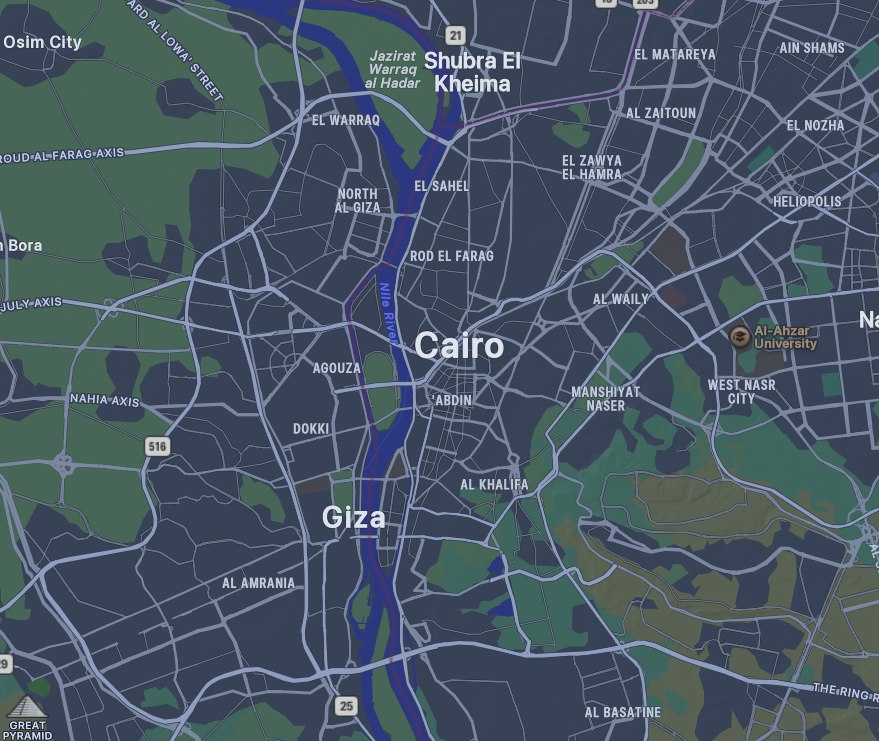 Osim City
ARD AL LOWA' STREET
21
203
Jazirat
Warraq
al Hadar
Shubra El
Kheima
EL MATAREYA
AIN SHAMS
EL WARRAQ
AL ZAITOUN
EL NOZHA
ROUD AL FARAG AXIS
EL ZAWYA
EL HAMRA
NORTH
AL GIZA
EL SAHEL
HELIOPOLIS
Bora
ROD EL FARAG
JULY AXIS
Nile River
AL WAILY
Na
Al-Ahzar
University
Cairo
AGOUZA
'ABDIN
MANSHIYAT
NASER
WEST NASR
CITY
NAHIA AXIS
DOKKI
516
AL KHALIFA
Giza
AL AMRANIA
THE RING R
25
AL BASATINE
GREAT
PYRAMID